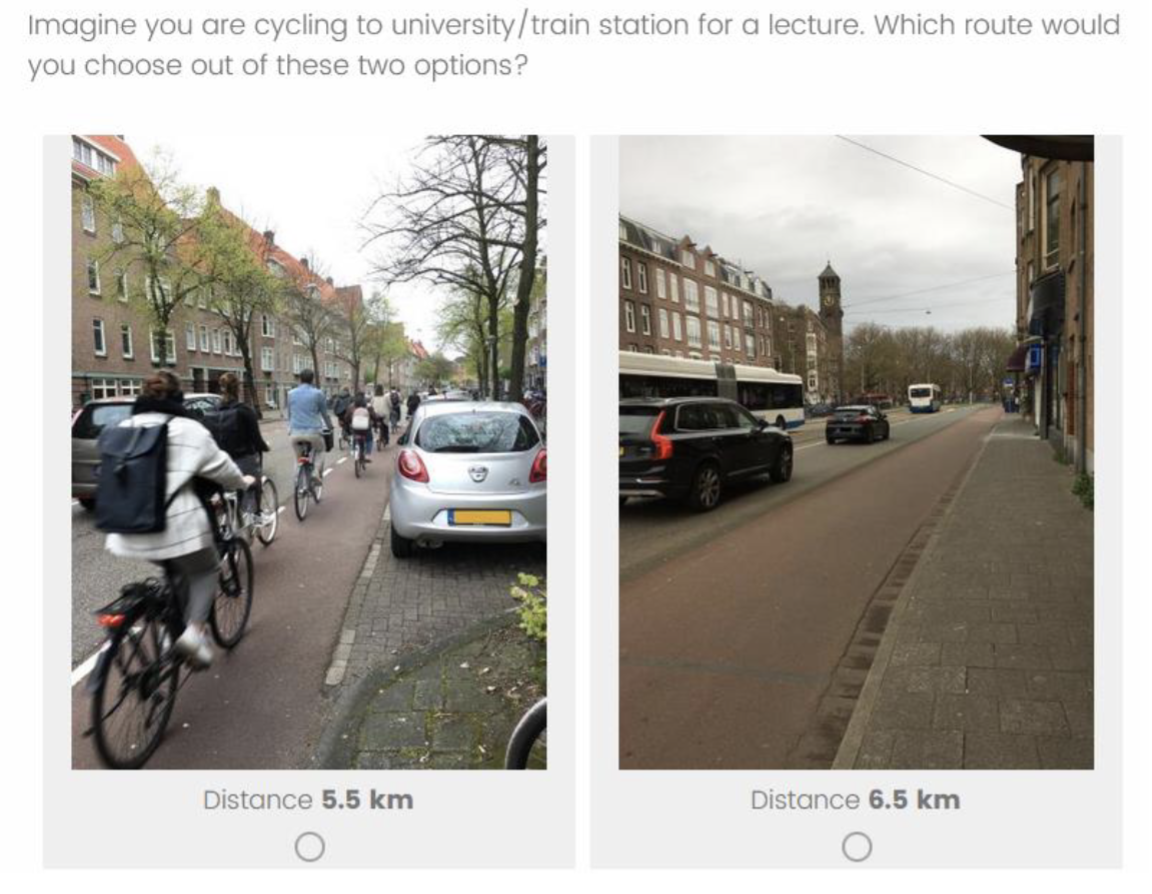 Imagine you are cycling to university/train station for a lecture. Which route would
you choose out of these two options?
Distance 5.5 km
Distance 6.5 km